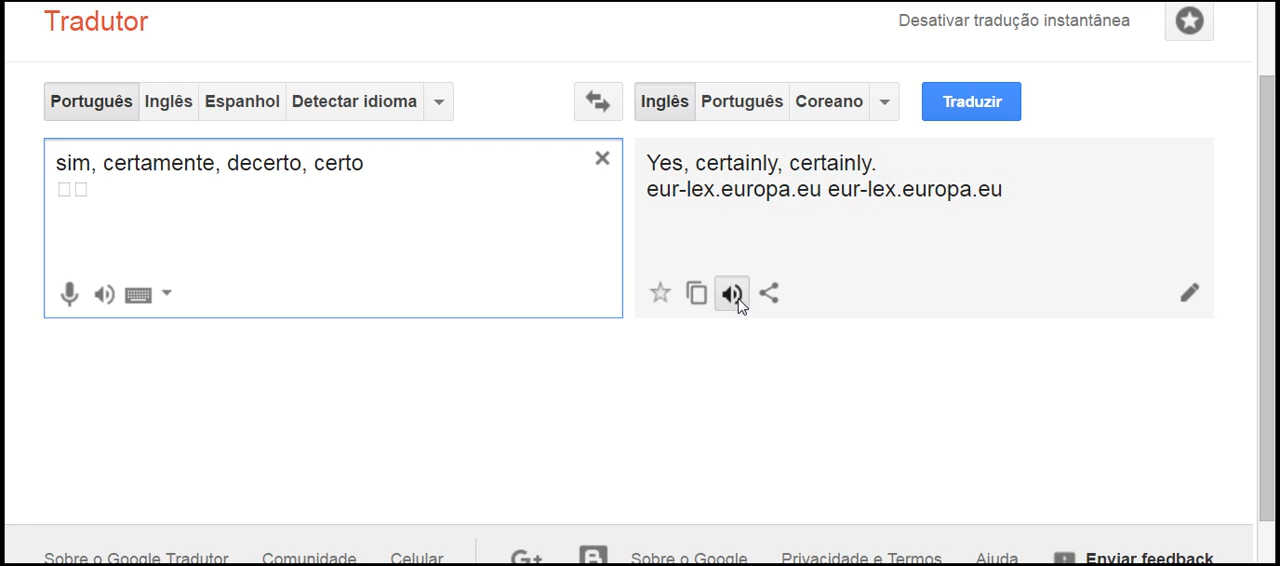 Tradutor
Desativar tradução instantânea
Português Inglês Espanhol Detectar idioma
Inglês Português Coreano
Traduzir
sim, certamente, decerto, certo
Yes, certainly, certainly.
eur-lex.europa.eu eur-lex.europa.eu
Sobre o Google Tradutor Comunidade Celular G+ B Sobre o Google Privacidade e Termos Ajuda Enviar feedback